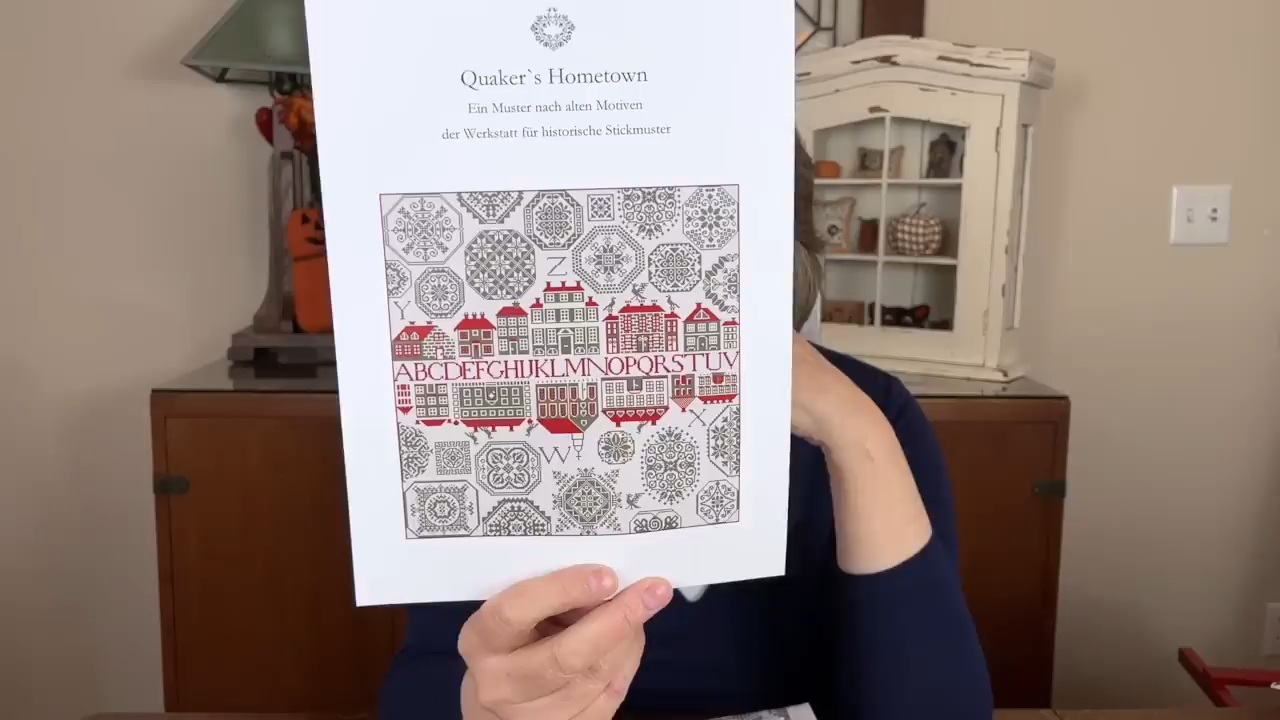 Quaker`s Hometown
Ein Muster nach alten Motiven
der Werkstatt für historische Stickmuster
Z
Y
ABCDEFGHIJKLMNOPQRSTUV
X
W